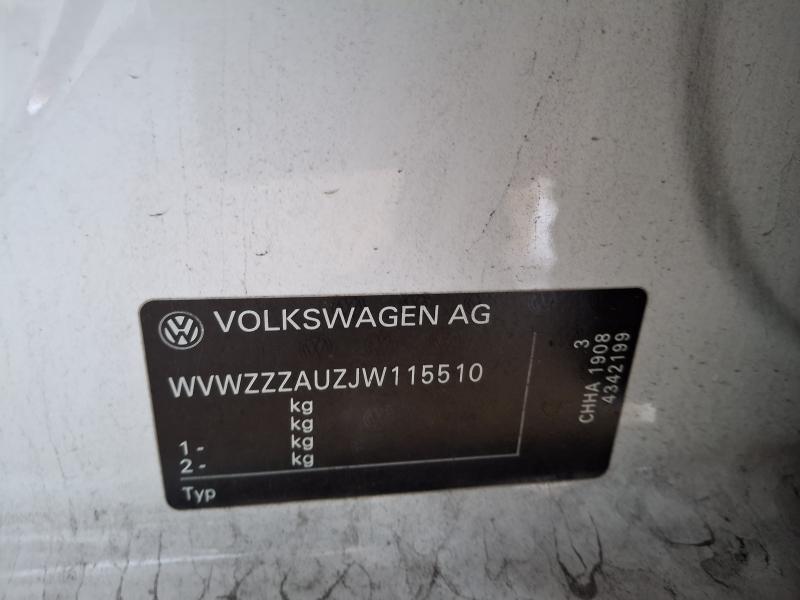 VOLKSWAGEN AG
WVWZZZAUZJW115510
kg
kg
1 - kg
2 - kg
Typ
3
CHHA 1908
4342199